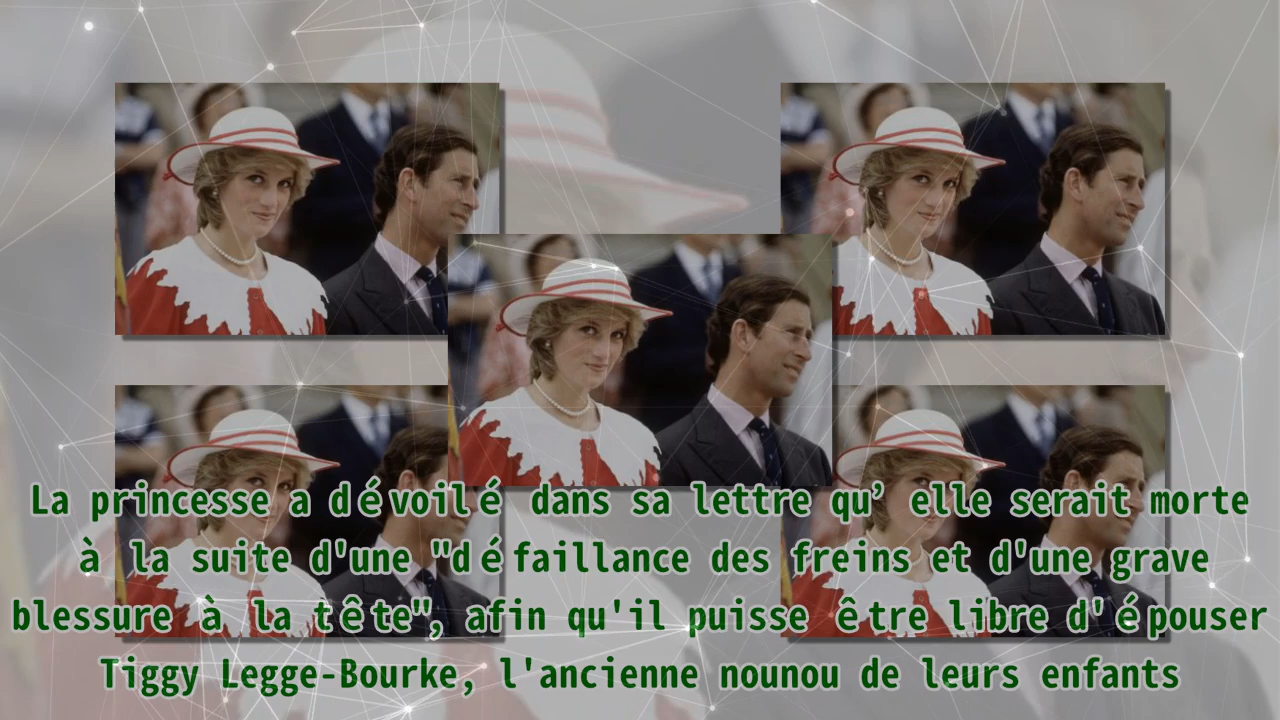 La princesse a dévoilé dans sa lettre qu’ elle serait morte
à la suite d'une "défaillance des freins et d'une grave
blessure à la tête", afin qu'il puisse être libre d'épouser
Tiggy Legge-Bourke, l'ancienne nounou de leurs enfants